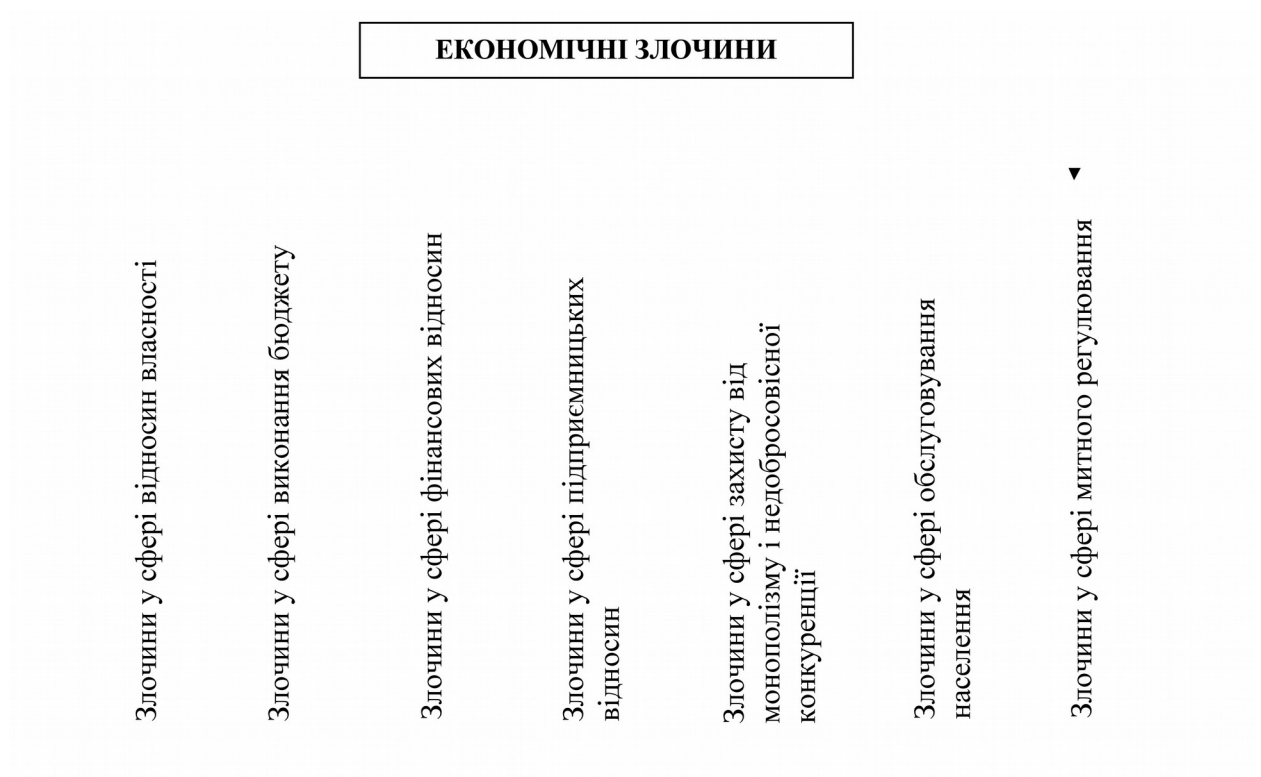 ЕКОНОМІЧНІ ЗЛОЧИНИ
Злочини у сфері відносин власності
Злочини у сфері виконання бюджету
Злочини у сфері фінансових відносин
Злочини у сфері підприємницьких
відносин
Злочини у сфері захисту від
монополізму і недобросовісної
конкуренції
Злочини у сфері обслуговування
населення
Злочини у сфері митного регулювання